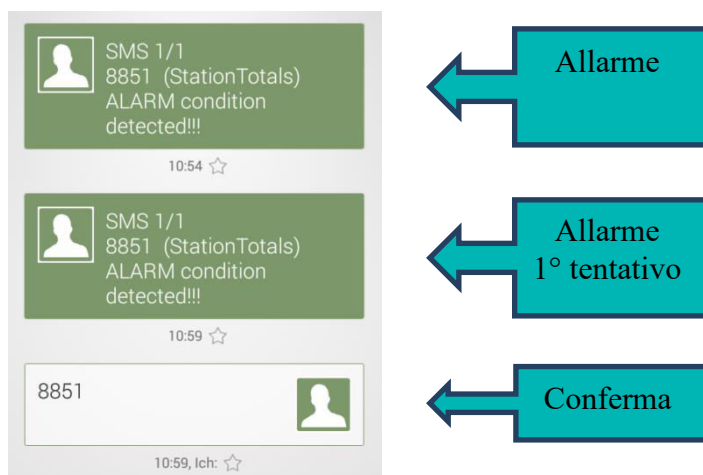 SMS 1/1
8851 (StationTotals)
ALARM condition
detected!!!
10:54
Allarme
SMS 1/1
8851 (StationTotals)
ALARM condition
detected!!!
10:59
Allarme
1° tentativo
8851
10:59, Ich:
Conferma